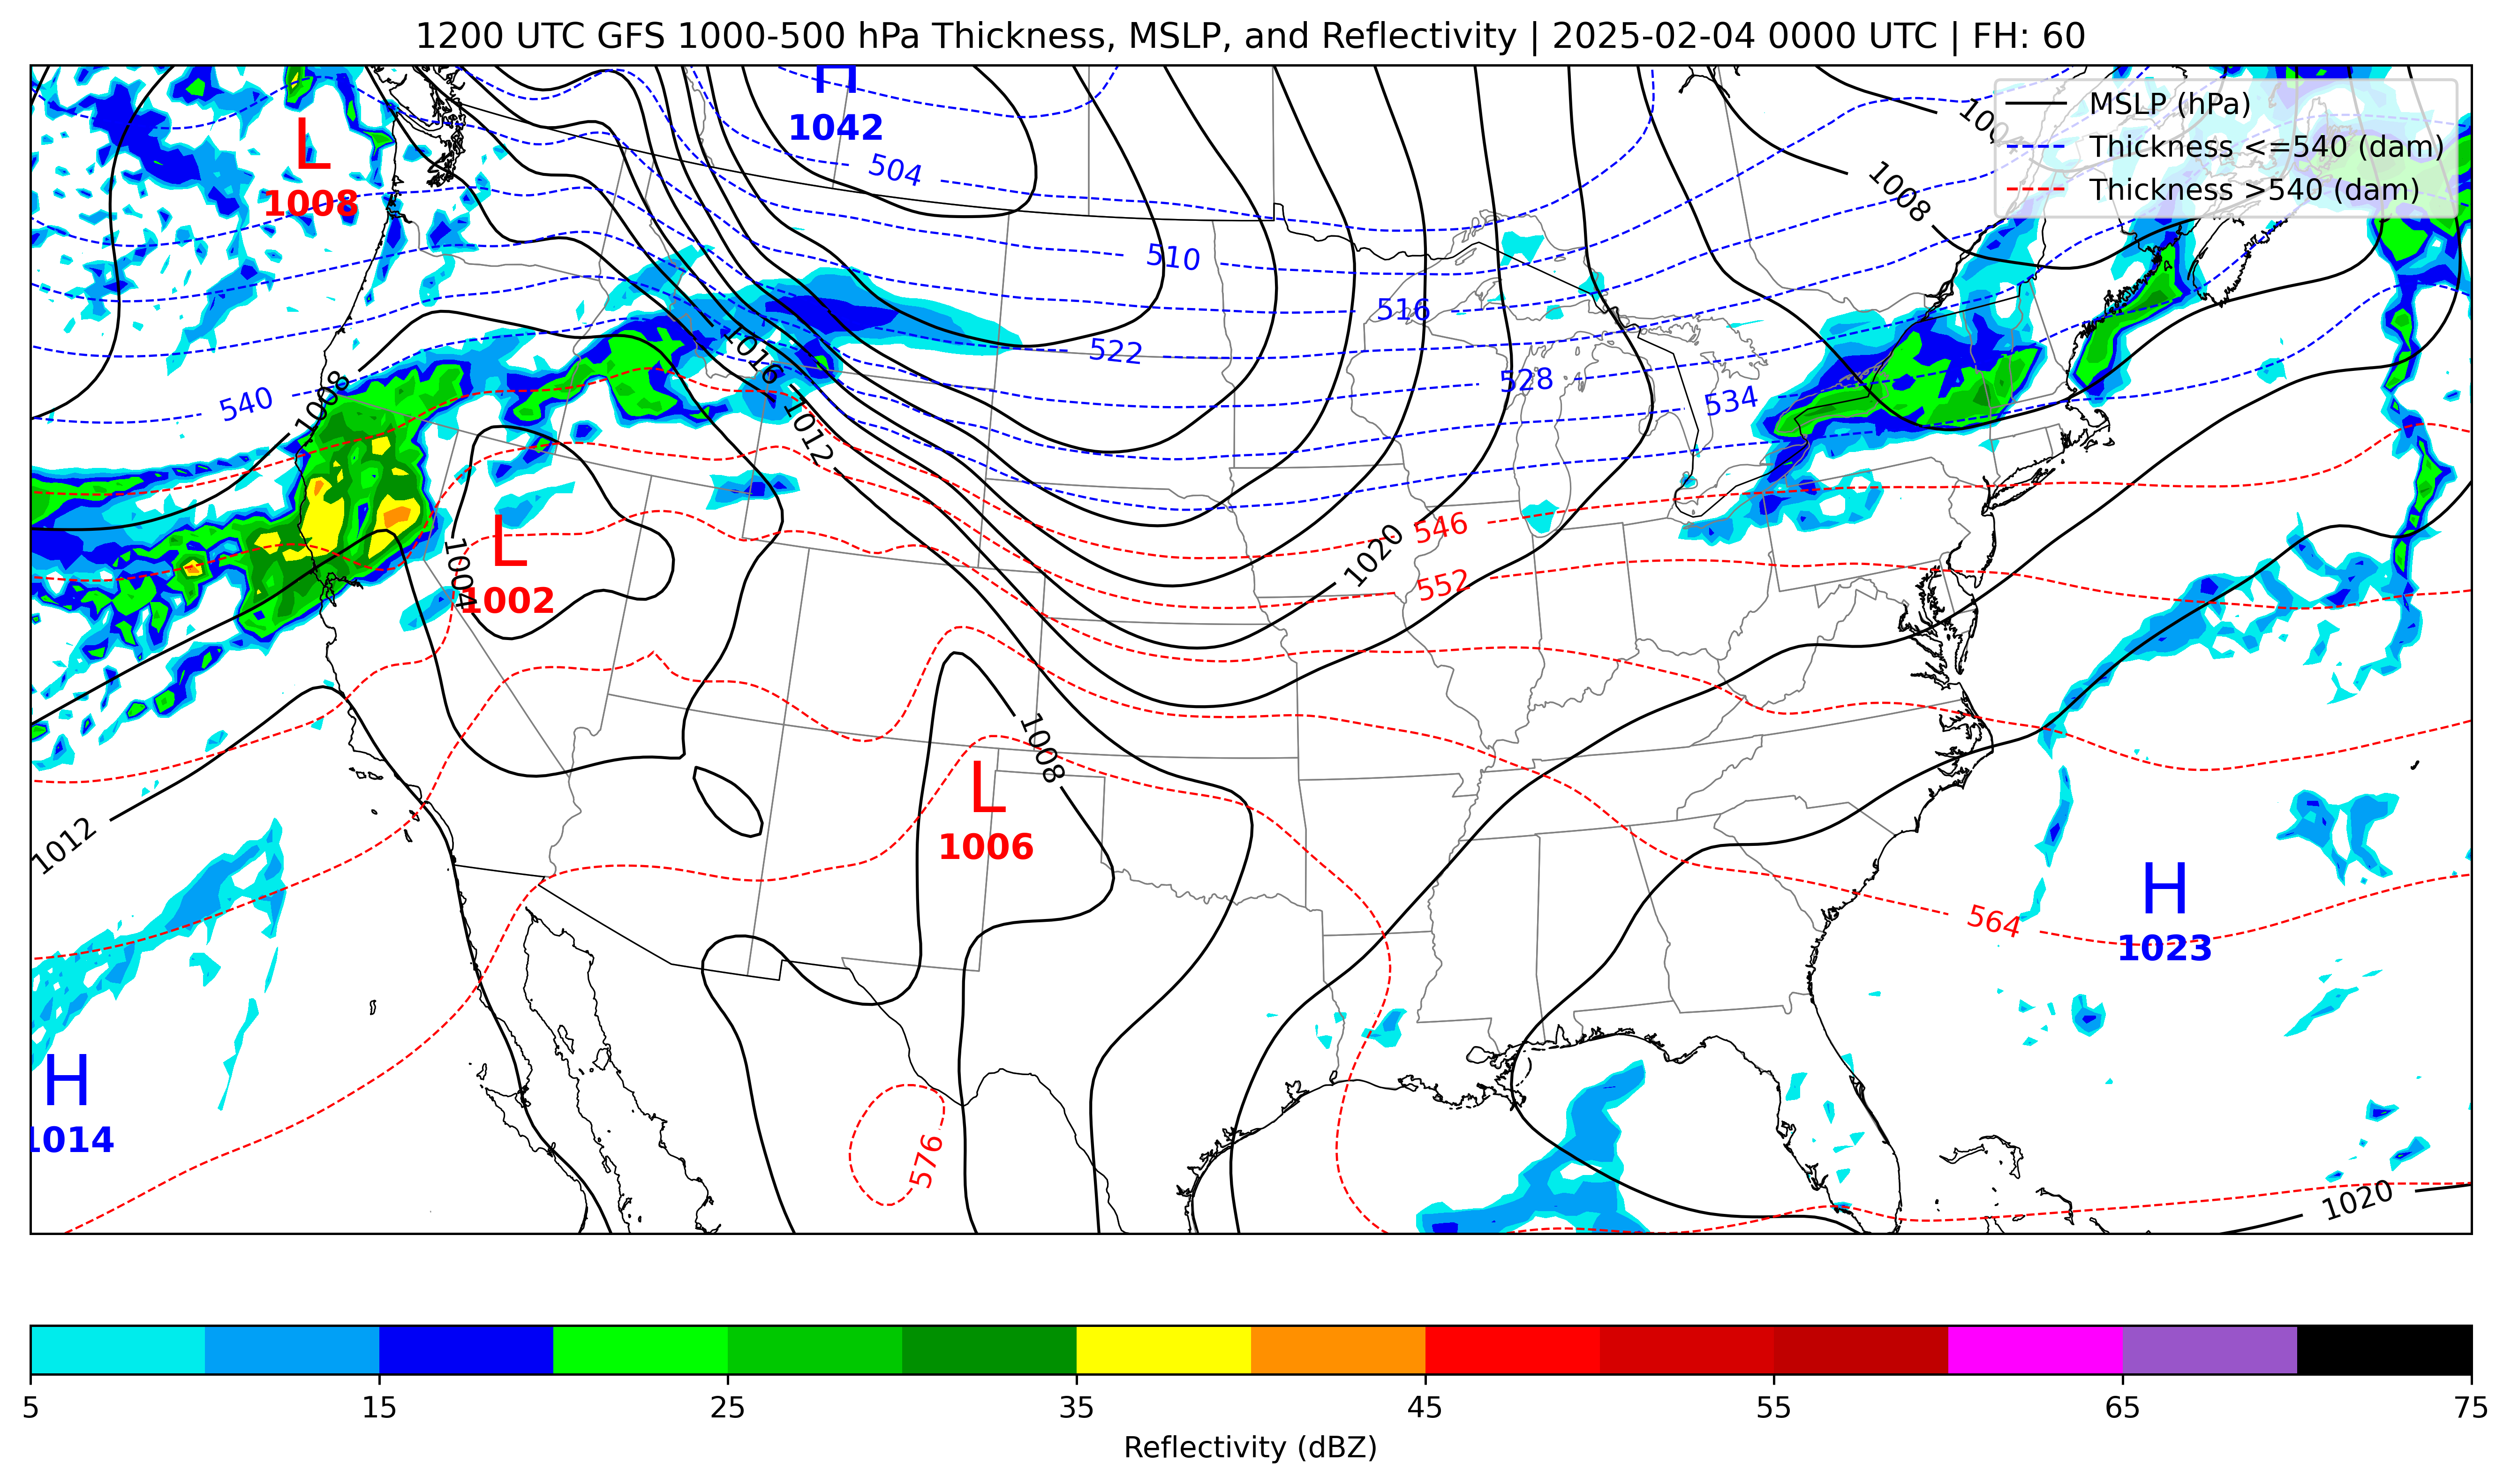 1200 UTC GFS 1000-500 hPa Thickness, MSLP, and Reflectivity | 2025-02-04 0000 UTC | FH: 60
MSLP (hPa)
Thickness <=540 (dam)
Thickness >540 (dam)
H
1042
L
1008
504
1008
510
516
1016
522
528
534
540
1008
1012
546
1020
552
L
1002
1004
1008
L
1006
1012
564
H
1023
H
1014
576
1020
5 15 25 35 45 55 65 75
Reflectivity (dBZ)